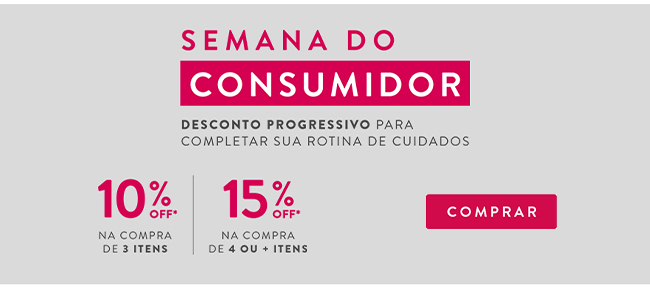 SEMANA DO
CONSUMIDOR
DESCONTO PROGRESSIVO PARA
COMPLETAR SUA ROTINA DE CUIDADOS
10% OFF*
NA COMPRA
DE 3 ITENS
15% OFF*
NA COMPRA
DE 4 OU + ITENS
COMPRAR